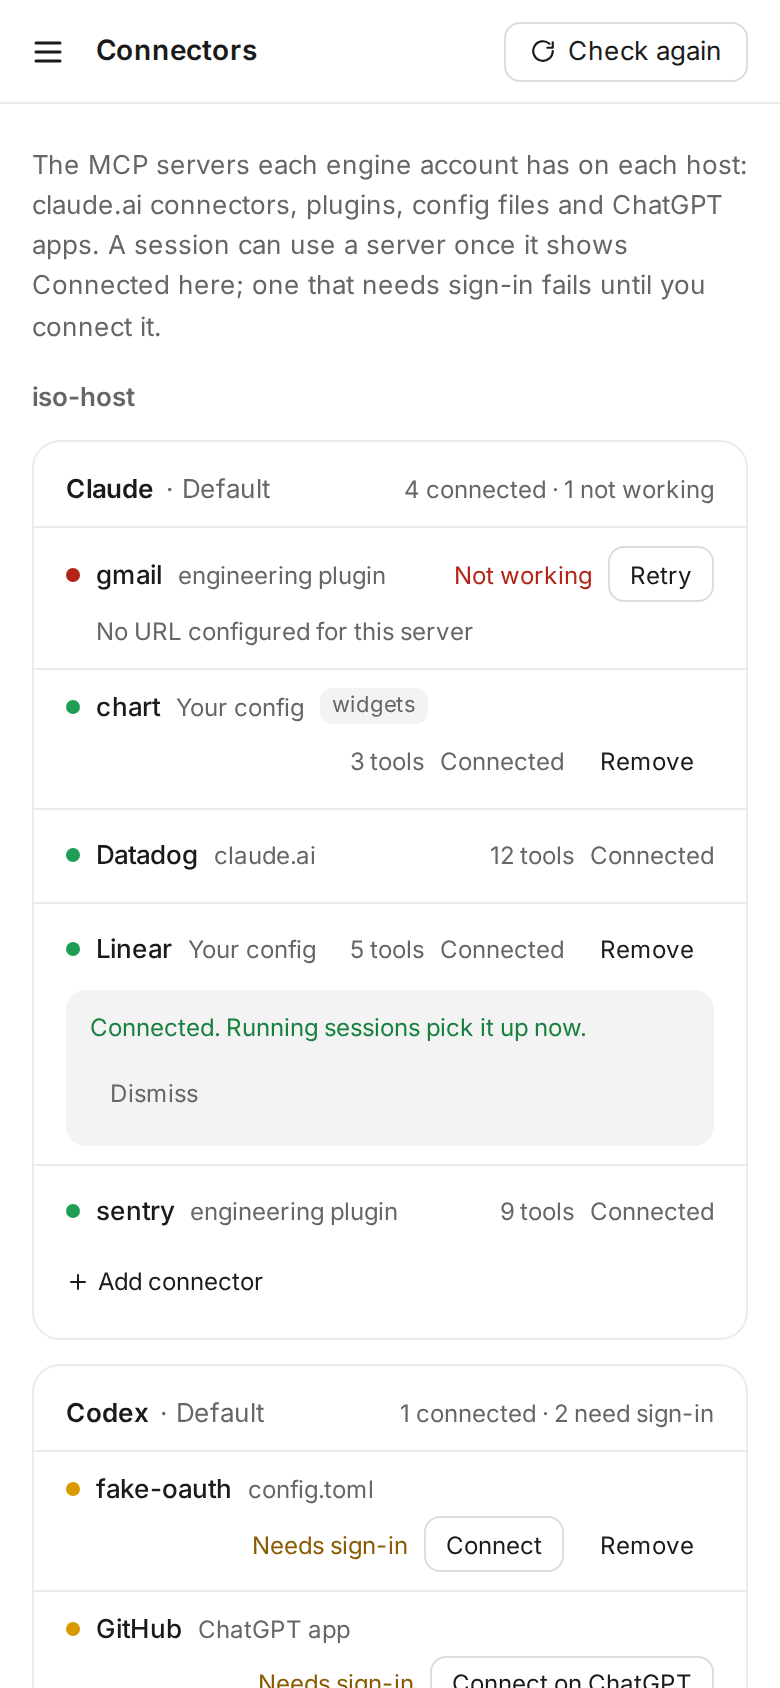 Connectors
Check again
The MCP servers each engine account has on each host:
claude.ai connectors, plugins, config files and ChatGPT
apps. A session can use a server once it shows
Connected here; one that needs sign-in fails until you
connect it.
iso-host
Claude · Default 4 connected · 1 not working
gmail engineering plugin Not working Retry
No URL configured for this server
chart Your config widgets
3 tools Connected Remove
Datadog claude.ai 12 tools Connected
Linear Your config 5 tools Connected Remove
Connected. Running sessions pick it up now.
Dismiss
sentry engineering plugin 9 tools Connected
+ Add connector
Codex · Default 1 connected · 2 need sign-in
fake-oauth config.toml
Needs sign-in Connect Remove
GitHub ChatGPT app
Needs sign-in Connect on ChatGPT